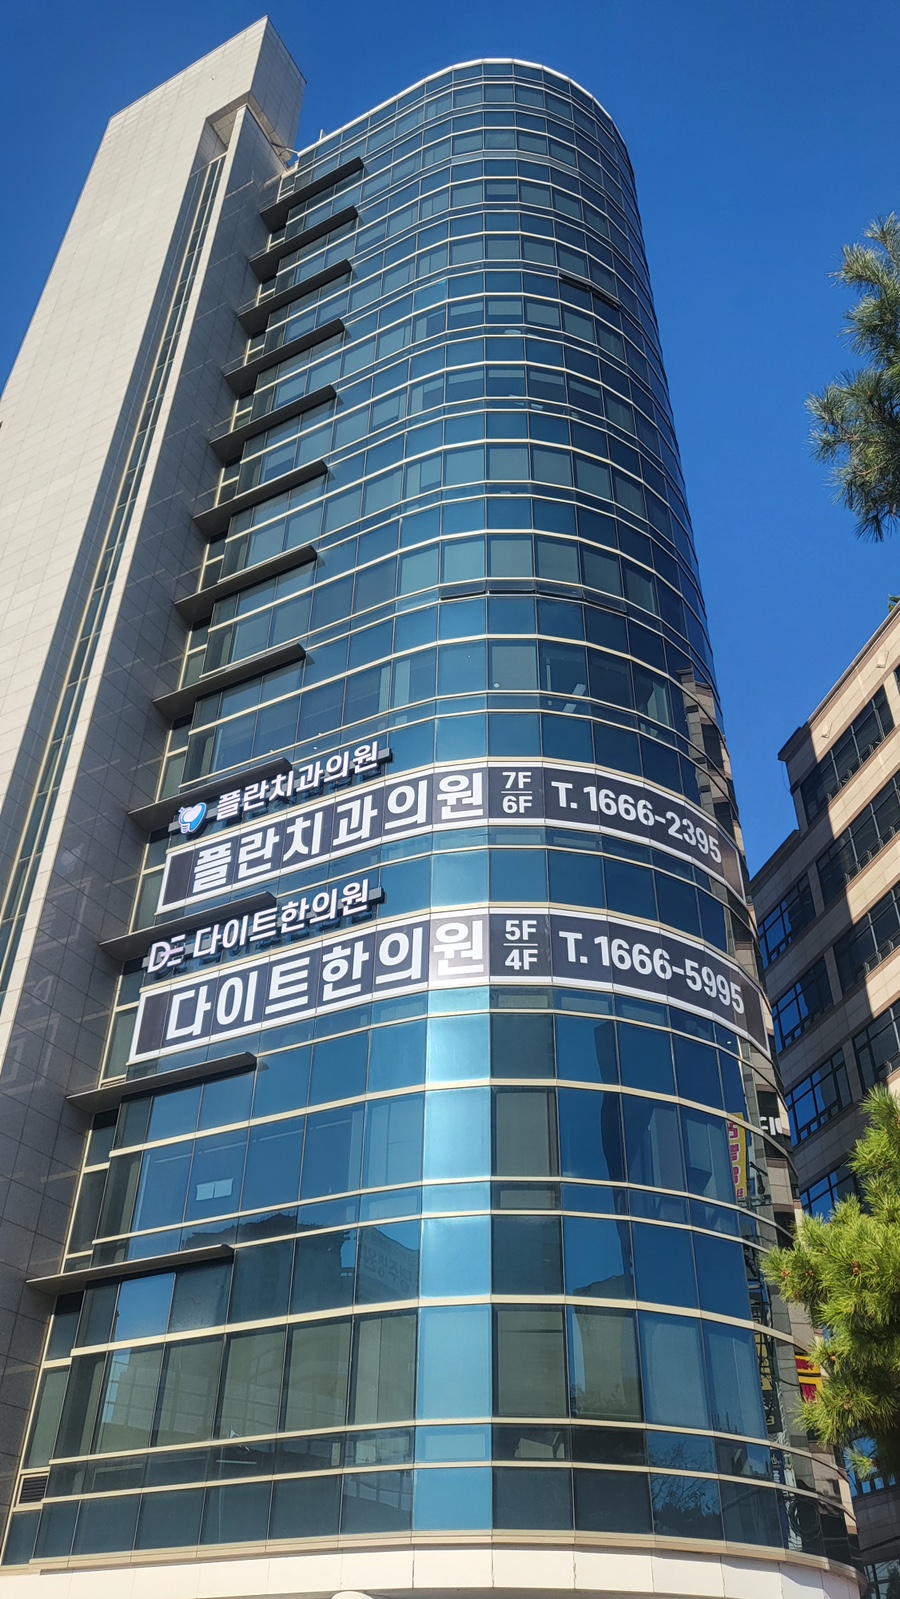 플란치과의원
플란치과의원 7F 6F T. 1666-2395
DE 다이트한의원
다이트한의원 5F 4F T. 1666-5995